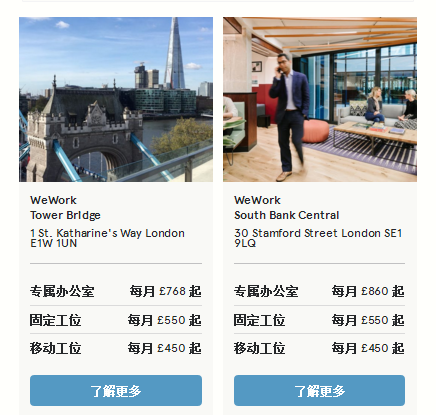 WeWork
Tower Bridge
1 St. Katharine's Way London
E1W 1UN
专属办公室 每月 £768 起
固定工位 每月 £550 起
移动工位 每月 £450 起
了解更多
WeWork
South Bank Central
30 Stamford Street London SE1
9LQ
专属办公室 每月 £860 起
固定工位 每月 £550 起
移动工位 每月 £450 起
了解更多